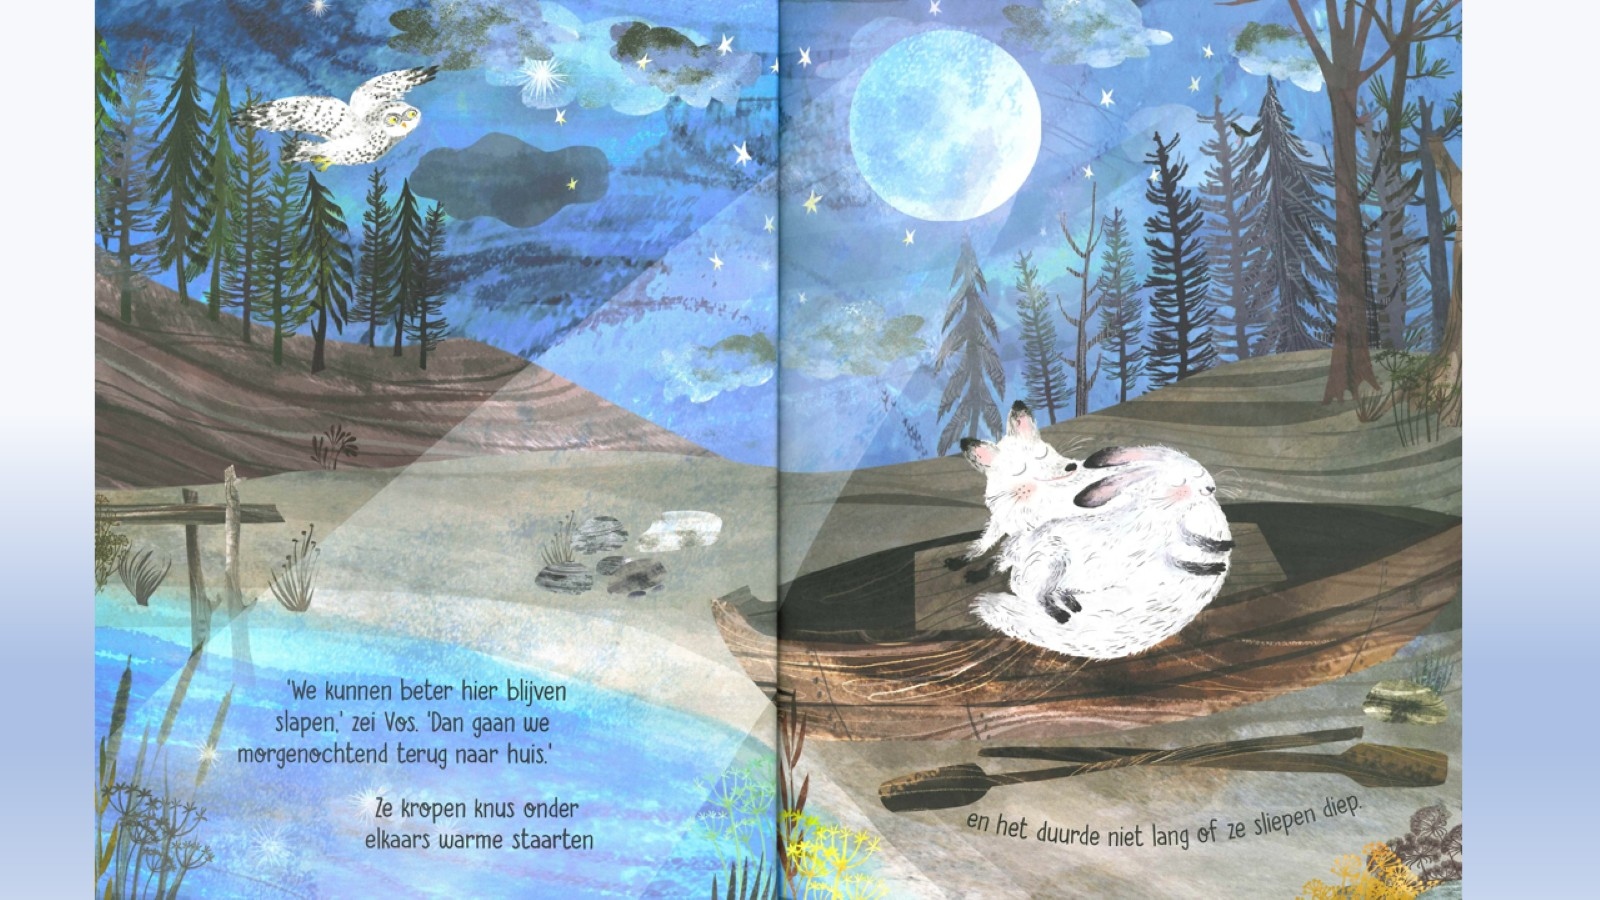 'We kunnen beter hier blijven
slapen,' zei Vos. 'Dan gaan we
morgenochtend terug naar huis.'
Ze kropen knus onder
elkaars warme staarten
en het duurde niet lang of ze sliepen diep.